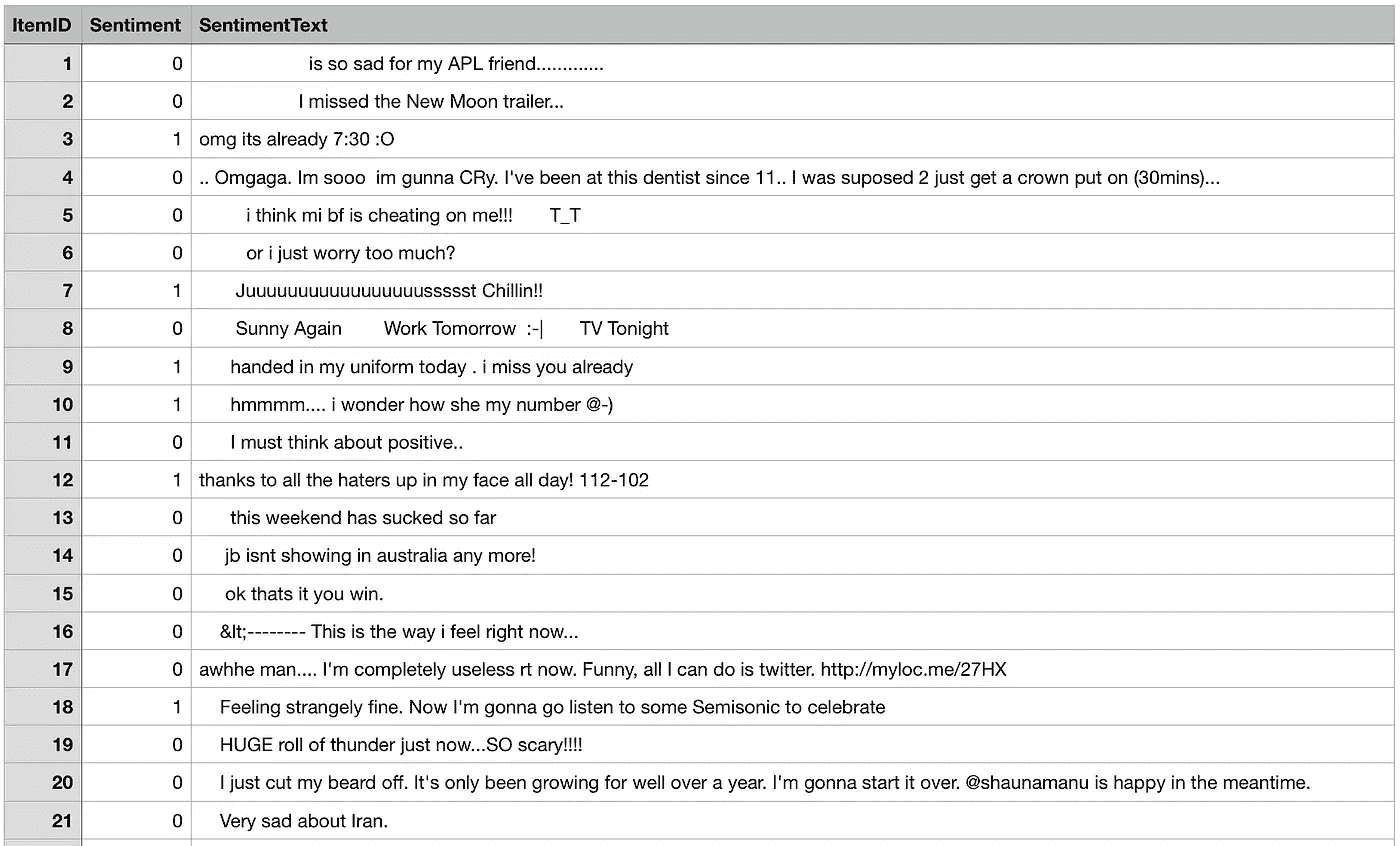 ItemID Sentiment SentimentText
1 0 is so sad for my APL friend.............
2 0 I missed the New Moon trailer...
3 1 omg its already 7:30 :O
4 0 .. Omgaga. Im sooo  im gunna CRy. I've been at this dentist since 11.. I was suposed 2 just get a crown put on (30mins)...
5 0 i think mi bf is cheating on me!!!       T_T
6 0 or i just worry too much?
7 1 Juuuuuuuuuuuuuuuuussssst Chillin!!
8 0 Sunny Again        Work Tomorrow  :-|       TV Tonight
9 1 handed in my uniform today . i miss you already
10 1 hmmmm.... i wonder how she my number @-)
11 0 I must think about positive..
12 1 thanks to all the haters up in my face all day! 112-102
13 0 this weekend has sucked so far
14 0 jb isnt showing in australia any more!
15 0 ok thats it you win.
16 0 &lt;-------- This is the way i feel right now...
17 0 awhhe man.... I'm completely useless rt now. Funny, all I can do is twitter. http://myloc.me/27HX
18 1 Feeling strangely fine. Now I'm gonna go listen to some Semisonic to celebrate
19 0 HUGE roll of thunder just now...SO scary!!!!
20 0 I just cut my beard off. It's only been growing for well over a year. I'm gonna start it over. @shaunamanu is happy in the meantime.
21 0 Very sad about Iran.